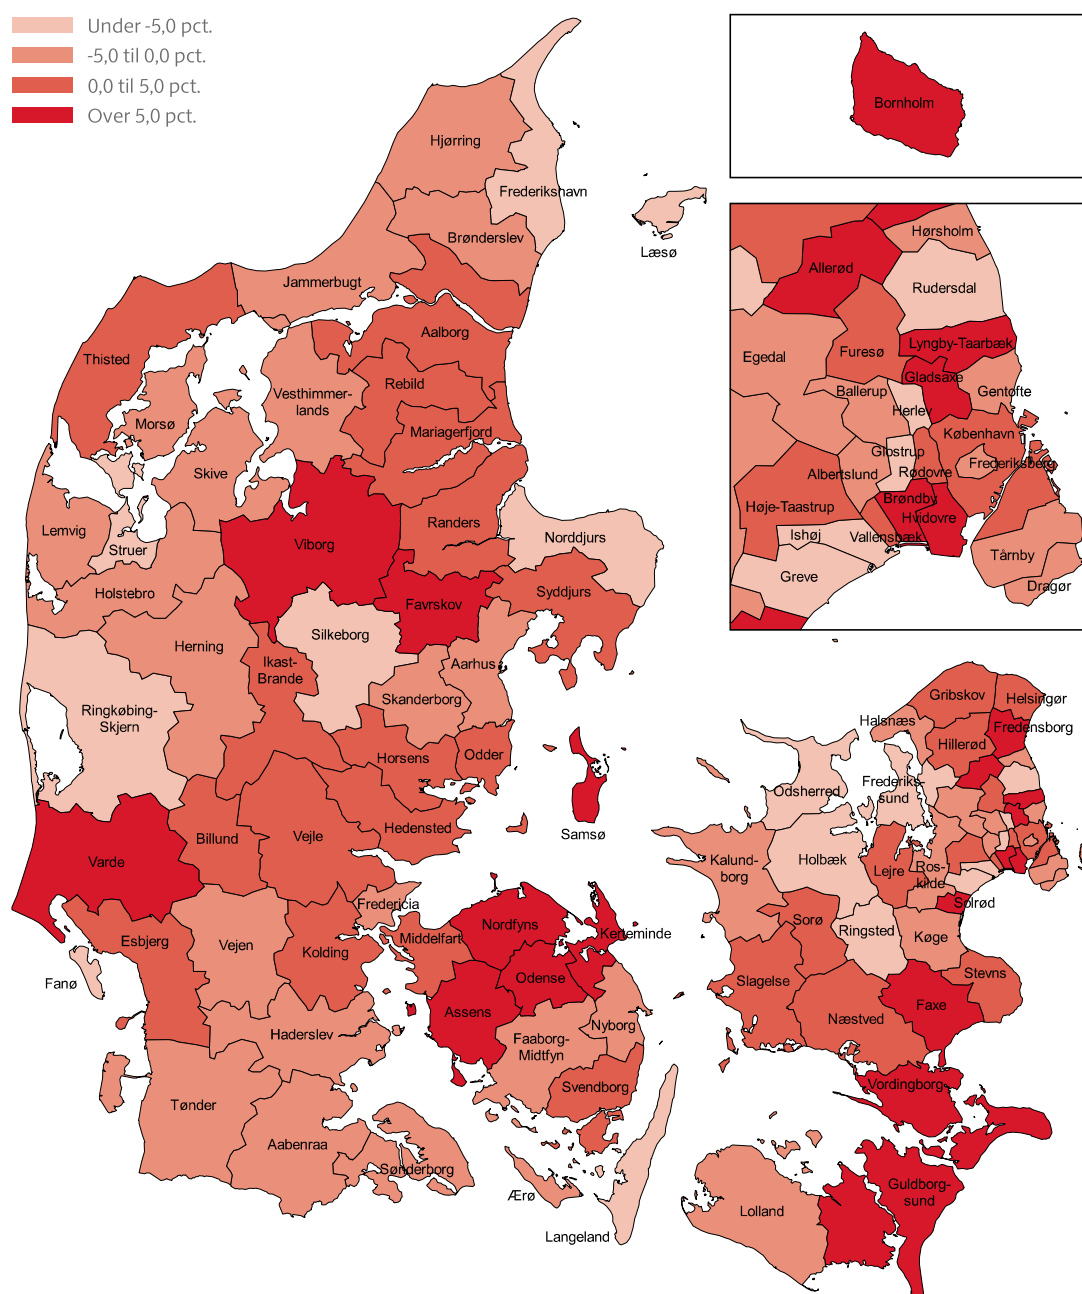 Under -5,0 pct.
-5,0 til 0,0 pct.
0,0 til 5,0 pct.
Over 5,0 pct.
Bornholm
Hjørring
Frederikshavn
Brønderslev
Læsø
Jammerbugt
Aalborg
Thisted
Rebild
Vesthimmer-
lands
Morsø
Mariagerfjord
Skive
Lemvig
Randers
Struer
Viborg
Norddjurs
Holstebro
Favrskov
Syddjurs
Silkeborg
Herning
Ikast-
Brande
Aarhus
Skanderborg
Ringkøbing-
Skjern
Horsens
Odder
Samsø
Hedensted
Vejle
Billund
Varde
Fredericia
Esbjerg
Vejen
Kolding
Middelfart
Nordfyns
Kerteminde
Fanø
Odense
Assens
Haderslev
Nyborg
Faaborg-
Midtfyn
Svendborg
Tønder
Aabenraa
Sønderborg
Ærø
Langeland
Hørsholm
Allerød
Rudersdal
Lyngby-Taarbæk
Egedal
Furesø
Gladsaxe
Gentofte
Ballerup
Herlev
København
Glostrup
Frederiksberg
Albertslund
Rødovre
Brøndby
Høje-Taastrup
Hvidovre
Ishøj
Vallensbæk
Tårnby
Greve
Dragør
Gribskov
Helsingør
Halsnæs
Fredensborg
Hillerød
Frederiks-
sund
Odsherred
Holbæk
Kalund-
borg
Lejre
Ros-
kilde
Solrød
Sorø
Ringsted
Køge
Stevns
Slagelse
Faxe
Næstved
Vordingborg
Guldborg-
sund
Lolland